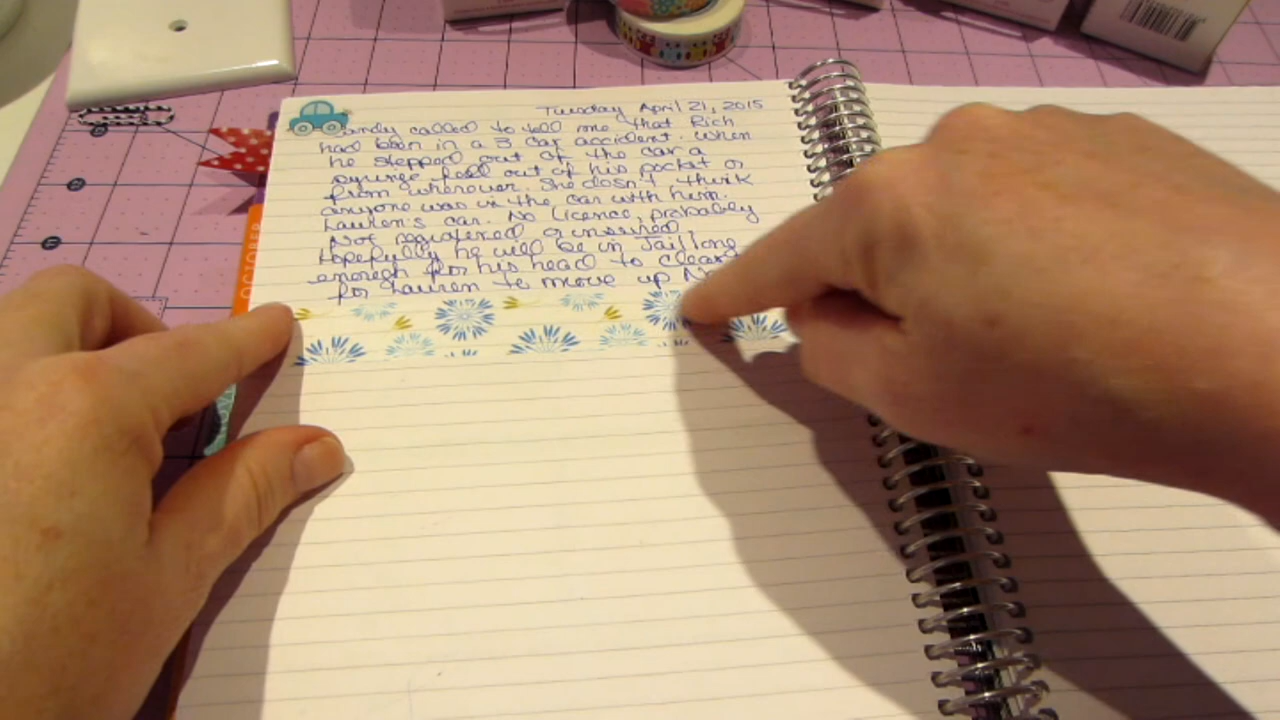 Tuesday April 21, 2015
andy called to tell me that Rich
had been in a 3 car accident. When
he stepped out of the car a
syringe fell out of his pocket or
from wherever. She doesn't think
anyone was in the car with him.
Lauren's car. No Licence, probably
Not registered or insured.
Hopefully he will be in Jail long
enough for his head to clear
for Lauren to move up
OCTOBER